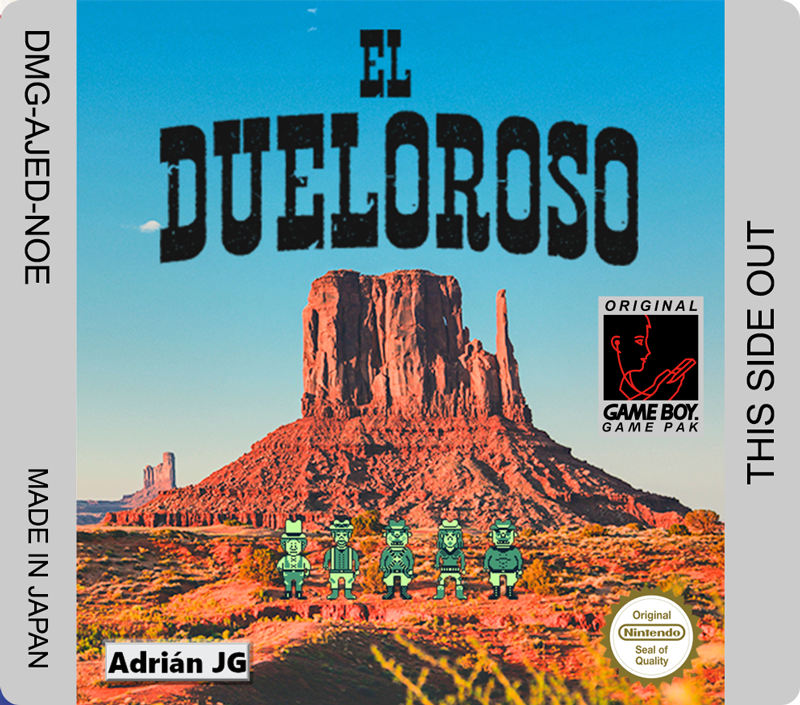 DMG-AJED-NOE
MADE IN JAPAN
EL
DUELOROSO
ORIGINAL
GAME BOY.
GAME PAK
THIS SIDE OUT
Adrián JG
Original
Nintendo
Seal of
Quality